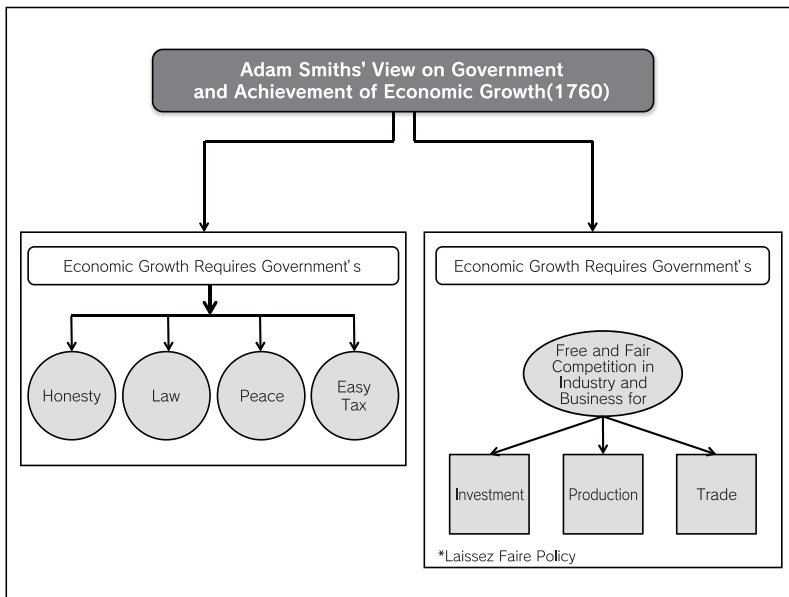 Adam Smiths' View on Government
and Achievement of Economic Growth(1760)
Economic Growth Requires Government's
Honesty
Law
Peace
Easy
Tax
Economic Growth Requires Government's
Free and Fair
Competition in
Industry and
Business for
Investment
Production
Trade
*Laissez Faire Policy